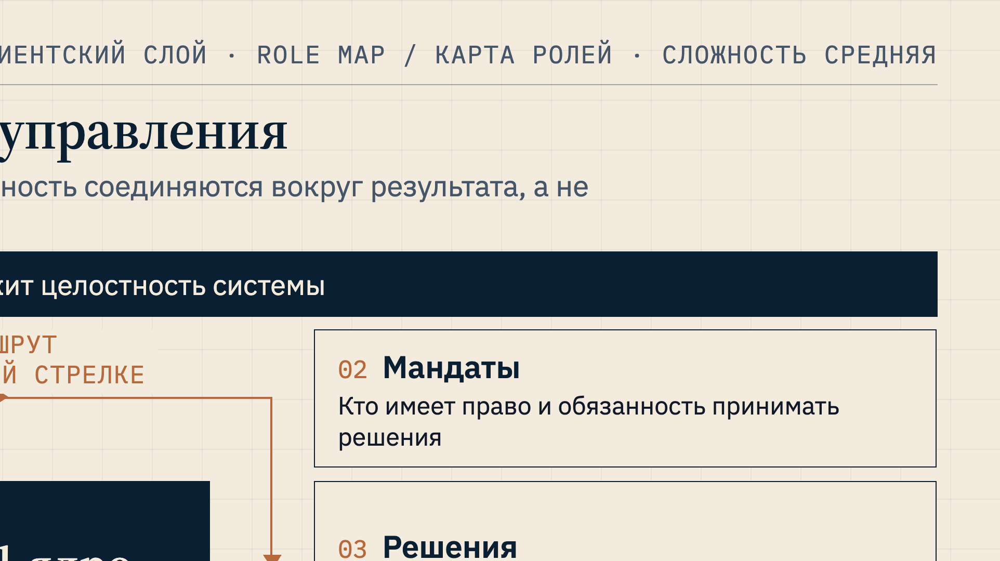 СЛОЙ · ROLE MAP / КАРТА РОЛЕЙ · СЛОЖНОСТЬ СРЕДНЯЯ
управления
соединяются вокруг результата, а не
целостность системы
СТРЕЛКЕ
02 Мандаты
Кто имеет право и обязанность принимать
решения
03 Решения